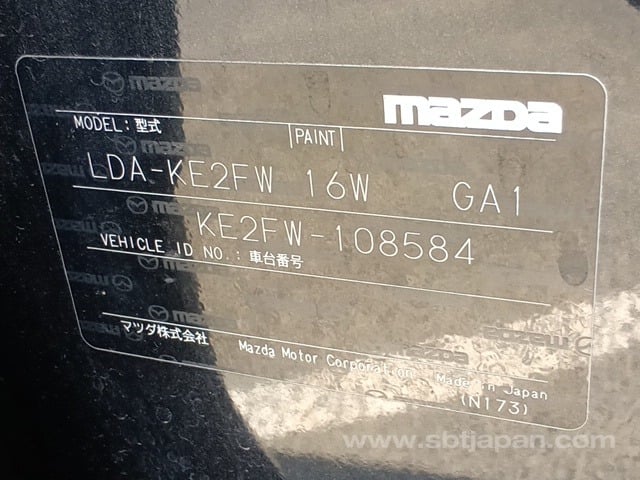 mazda
mazda
MODEL:型式 |PAINT|
LDA-KE2FW 16W GA1
KE2FW-108584
VEHICLE ID NO.:車台番号
マツダ株式会社 Mazda Motor Corporation Made in Japan
(N173)
www.sbtjapan.com